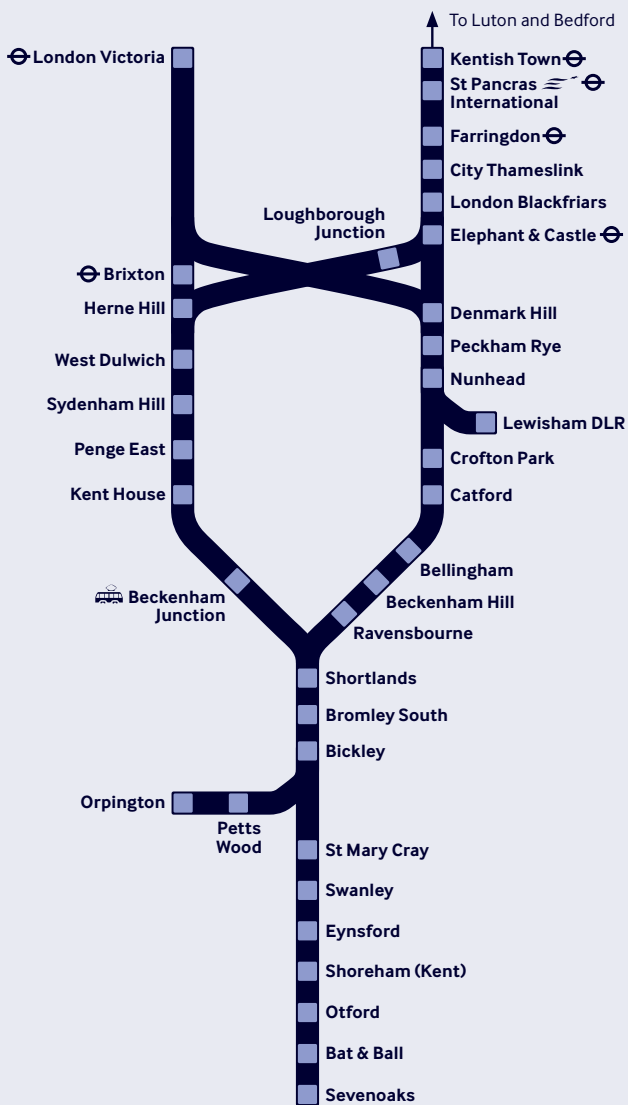 To Luton and Bedford
London Victoria
Kentish Town
St Pancras
International
Farringdon
City Thameslink
London Blackfriars
Loughborough
Junction
Elephant & Castle
Brixton
Herne Hill
Denmark Hill
Peckham Rye
West Dulwich
Nunhead
Sydenham Hill
Lewisham DLR
Penge East
Crofton Park
Kent House
Catford
Bellingham
Beckenham
Junction
Beckenham Hill
Ravensbourne
Shortlands
Bromley South
Bickley
Orpington
Petts
Wood
St Mary Cray
Swanley
Eynsford
Shoreham (Kent)
Otford
Bat & Ball
Sevenoaks